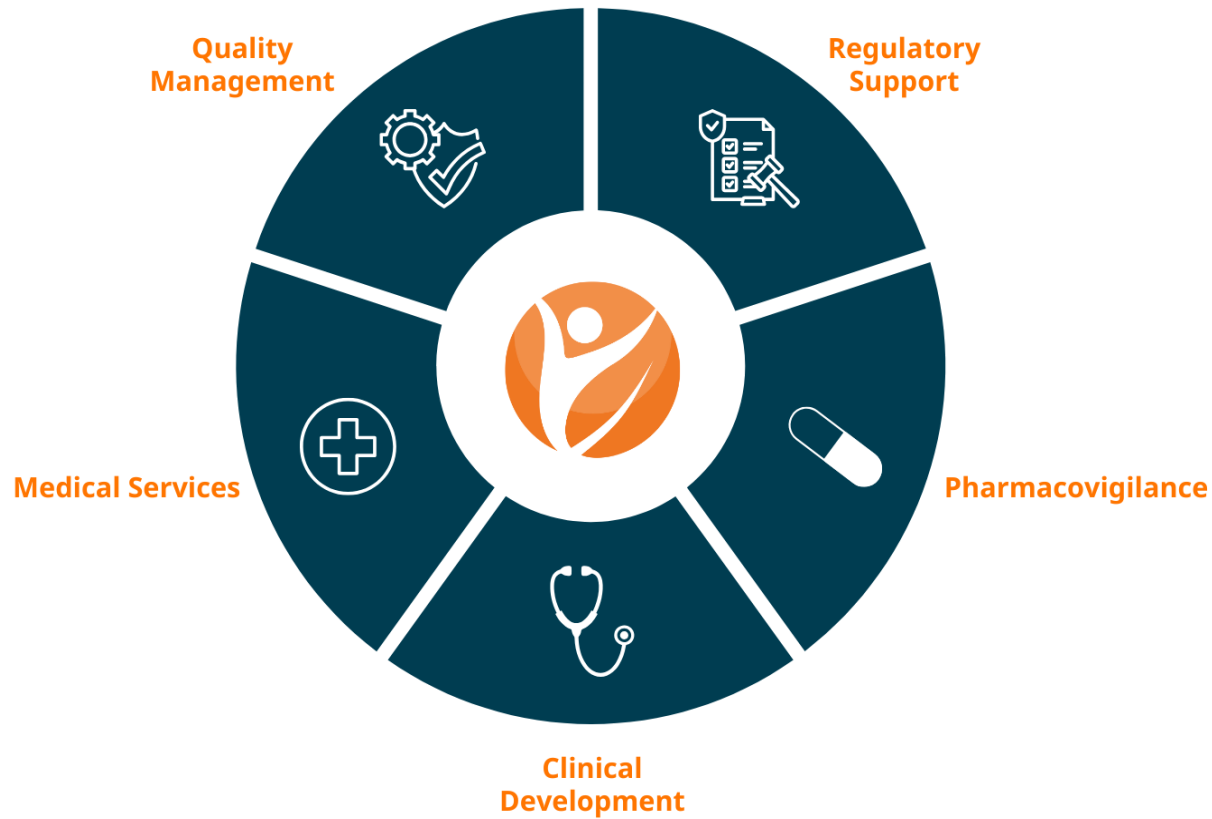 Quality
Management
Regulatory
Support
Medical Services
Pharmacovigilance
Clinical
Development